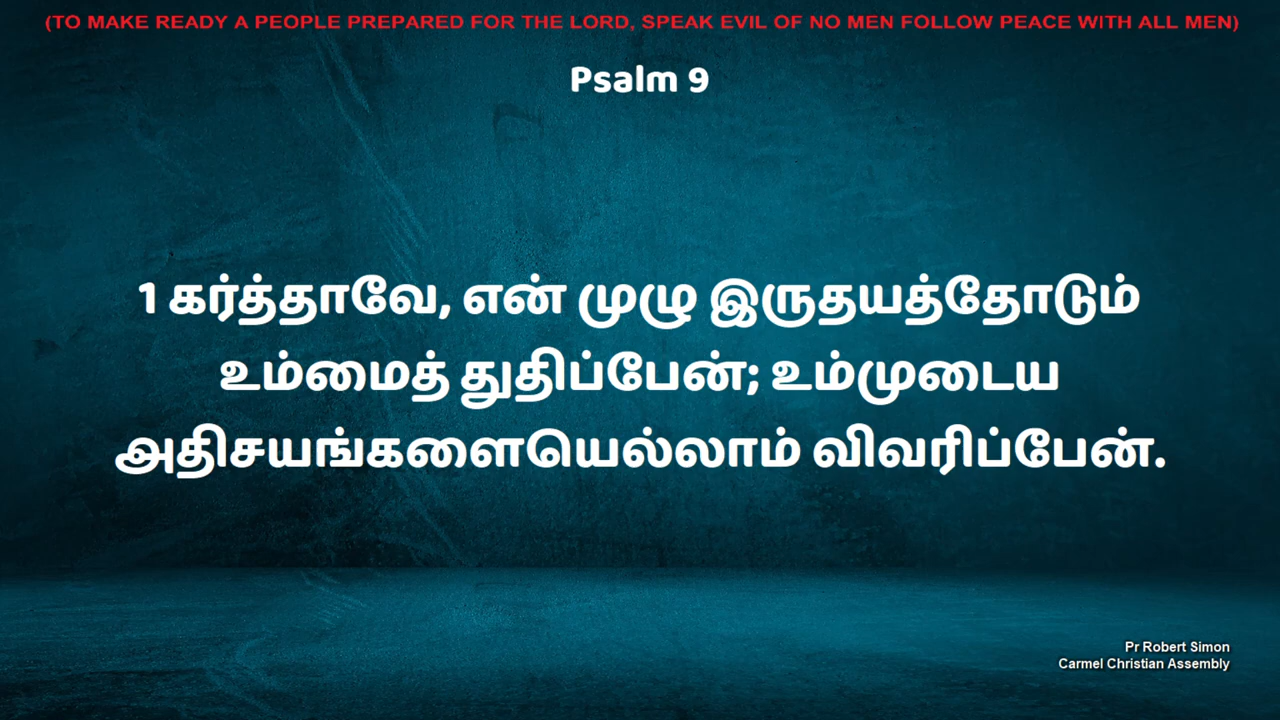 (TO MAKE READY A PEOPLE PREPARED FOR THE LORD, SPEAK EVIL OF NO MEN FOLLOW PEACE WITH ALL MEN)
Psalm 9
1 கர்த்தாவே, என் முழு இருதயத்தோடும்
உம்மைத் துதிப்பேன்; உம்முடைய
அதிசயங்களையெல்லாம் விவரிப்பேன்.
Pr Robert Simon
Carmel Christian Assembly